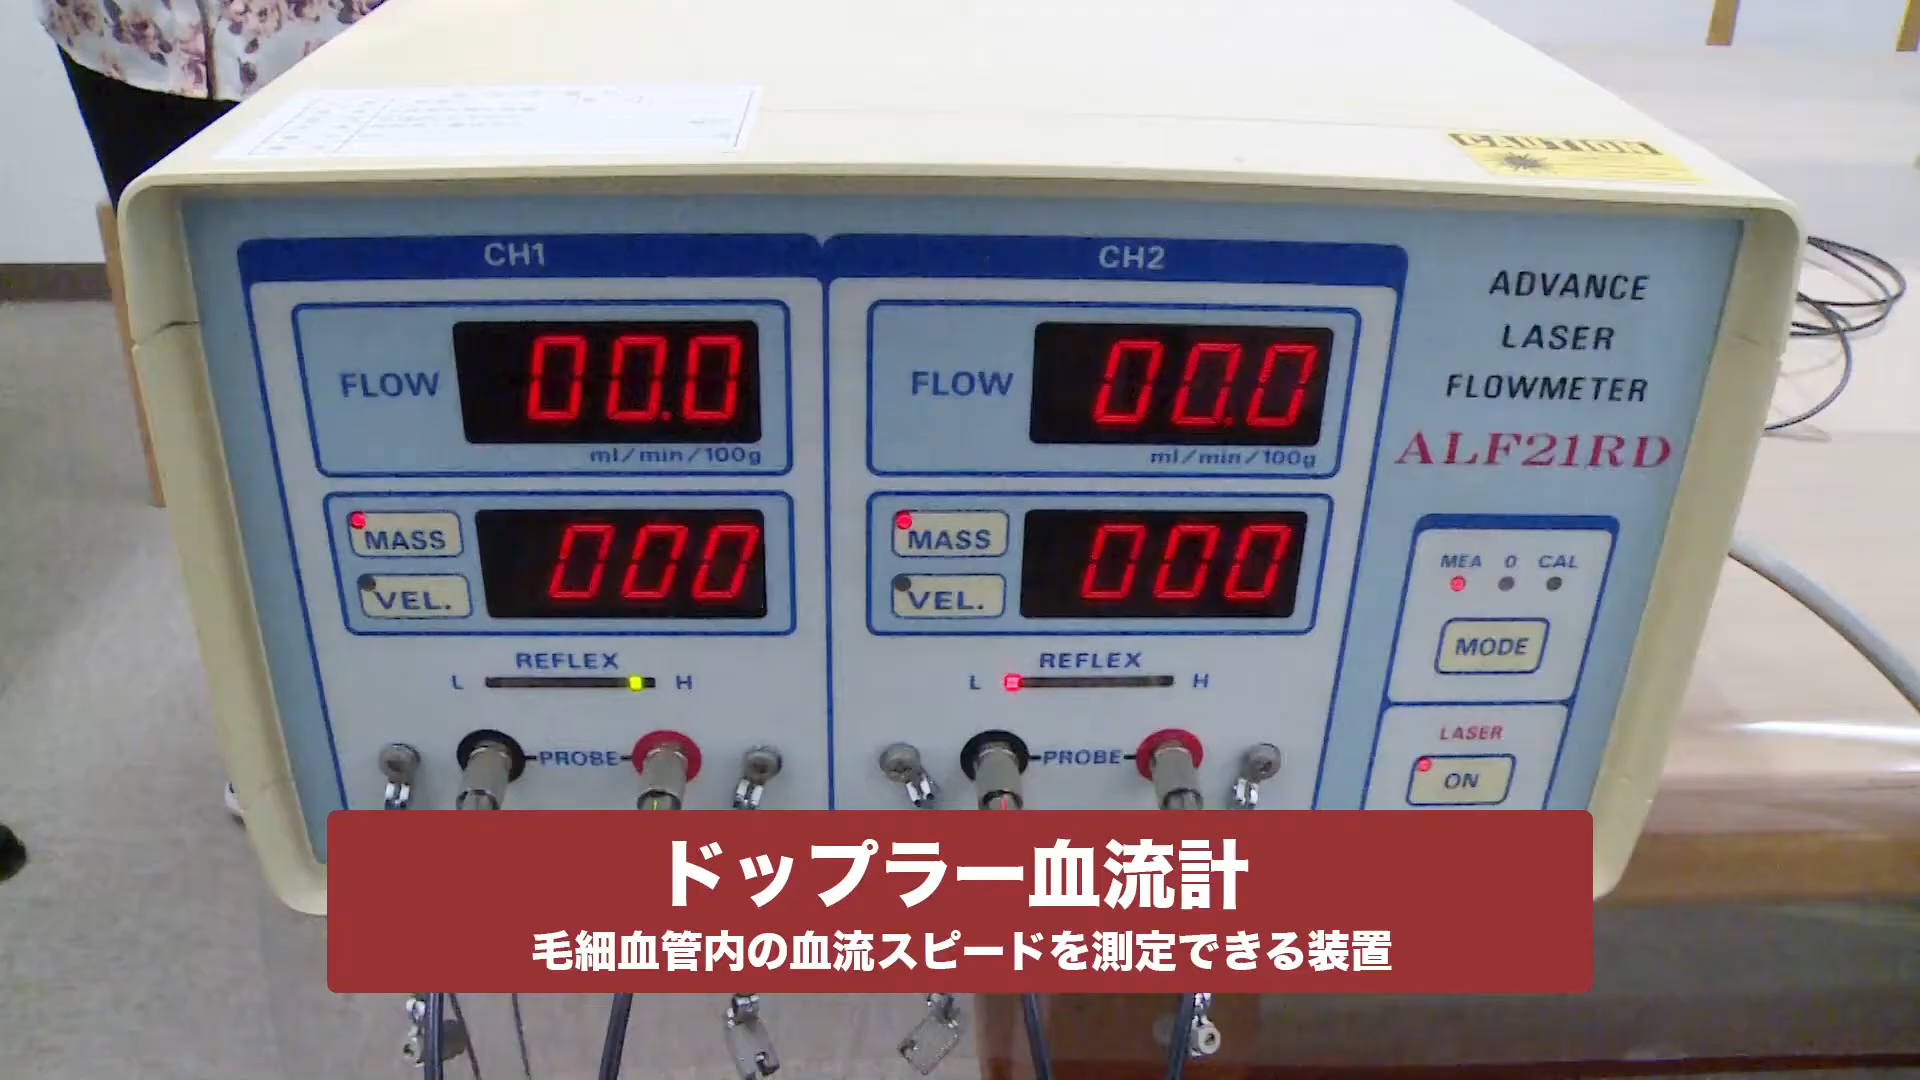 CAUTION
CH1
CH2
ADVANCE
LASER
FLOWMETER
ALF21RD
FLOW
00.0
ml/min/100g
FLOW
00.0
ml/min/100g
MASS
VEL.
000
MASS
VEL.
000
MEA 0 CAL
MODE
REFLEX
L H
REFLEX
L H
PROBE
PROBE
LASER
ON
ドップラー血流計
毛細血管内の血流スピードを測定できる装置